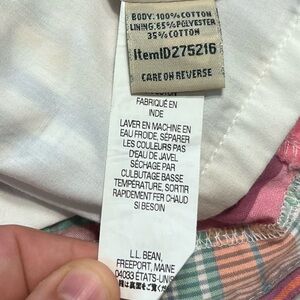 BODY: 100% COTTON
LINING: 65% POLYESTER
35% COTTON
ItemID275216
CARE ON REVERSE
FABRIQUÉ EN
INDE
LAVER EN MACHINE EN
EAU FROIDE, SÉPARER
LES COULEURS PAS
D'EAU DE JAVEL
SÉCHAGE PAR
CULBUTAGE BASSE
TEMPÉRATURE, SORTIR
RAPIDEMENT FER CHAUD
SI BESOIN
L.L. BEAN,
FREEPORT, MAINE
04033 ÉTATS-UNIS